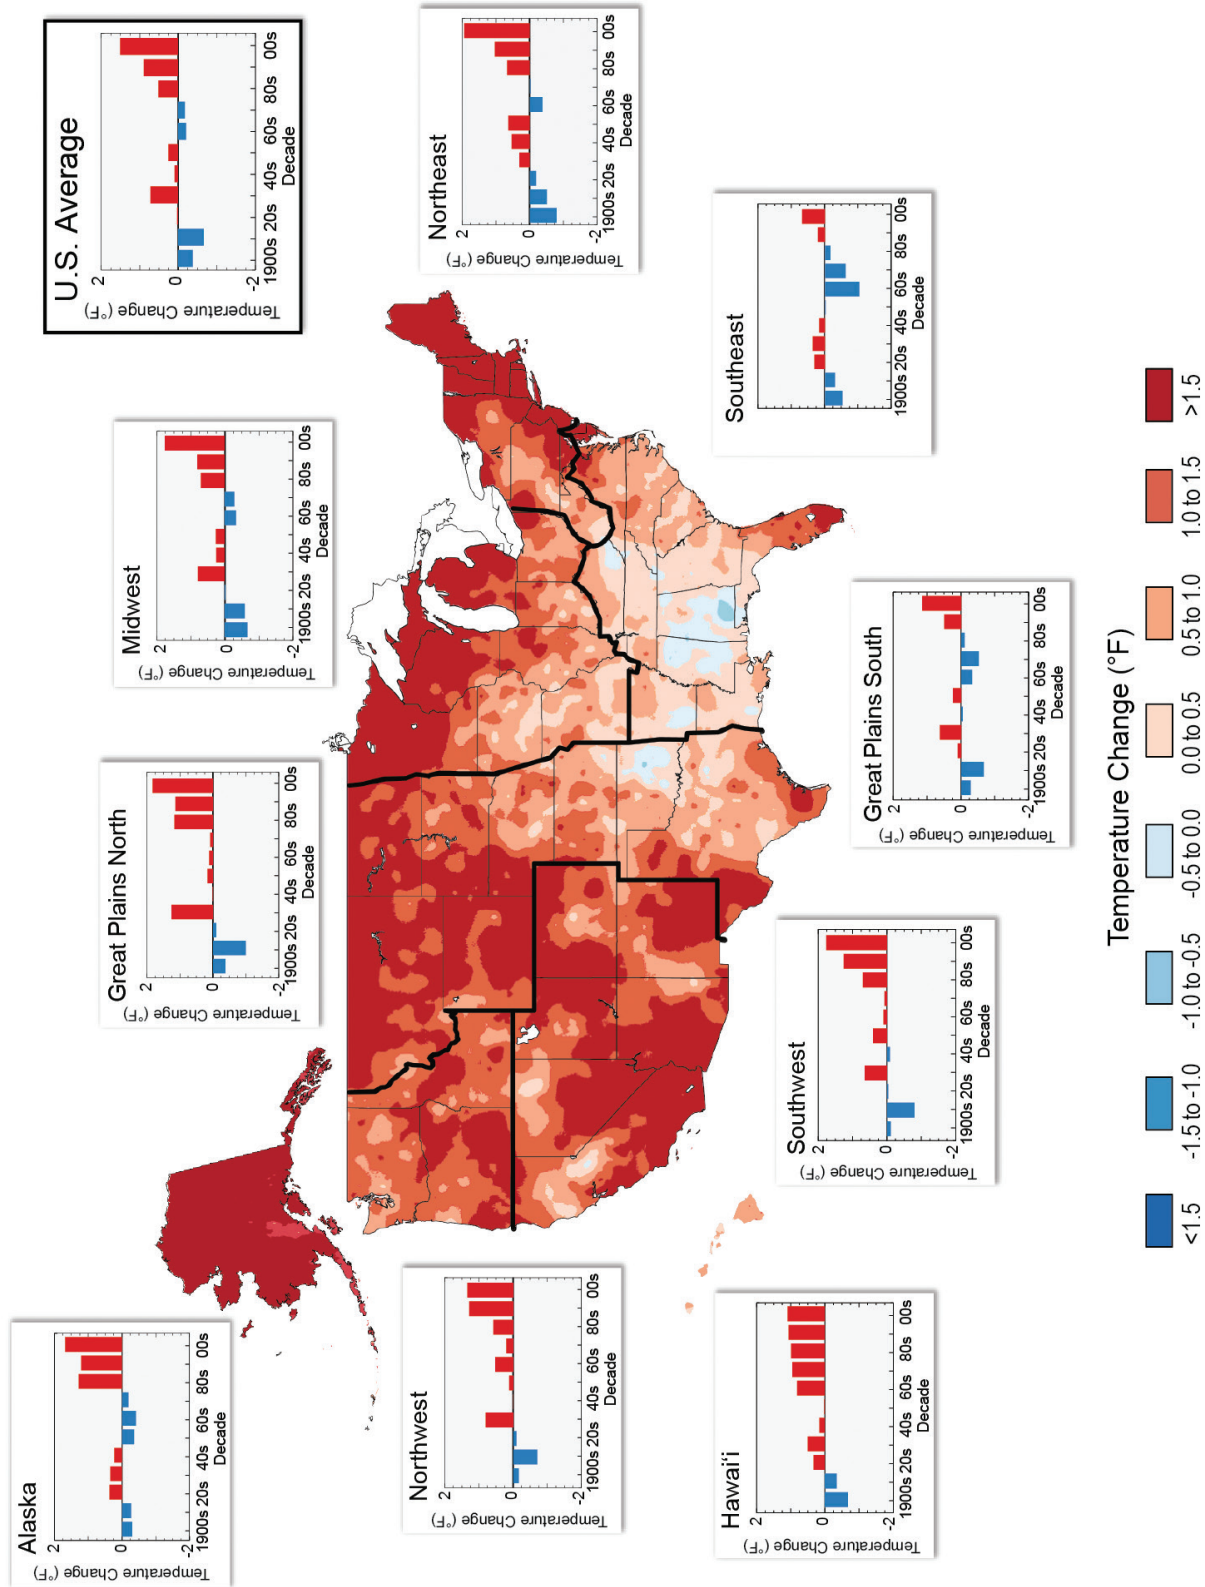 Alaska
Temperature Change (°F)
2
0
-2
1900s 20s 40s 60s 80s 00s
Decade
U.S. Average
Temperature Change (°F)
2
0
-2
1900s 20s 40s 60s 80s 00s
Decade
Great Plains North
Temperature Change (°F)
2
0
-2
1900s 20s 40s 60s 80s 00s
Decade
Midwest
Temperature Change (°F)
2
0
-2
1900s 20s 40s 60s 80s 00s
Decade
Northwest
Temperature Change (°F)
2
0
-2
1900s 20s 40s 60s 80s 00s
Decade
Northeast
Temperature Change (°F)
2
0
-2
1900s 20s 40s 60s 80s 00s
Decade
Hawai‘i
Temperature Change (°F)
2
0
-2
1900s 20s 40s 60s 80s 00s
Decade
Southeast
Temperature Change (°F)
2
0
-2
1900s 20s 40s 60s 80s 00s
Decade
Southwest
Temperature Change (°F)
2
0
-2
1900s 20s 40s 60s 80s 00s
Decade
Great Plains South
Temperature Change (°F)
2
0
-2
1900s 20s 40s 60s 80s 00s
Decade
Temperature Change (°F)
<1.5 -1.5 to -1.0 -1.0 to -0.5 -0.5 to 0.0 0.0 to 0.5 0.5 to 1.0 1.0 to 1.5 >1.5